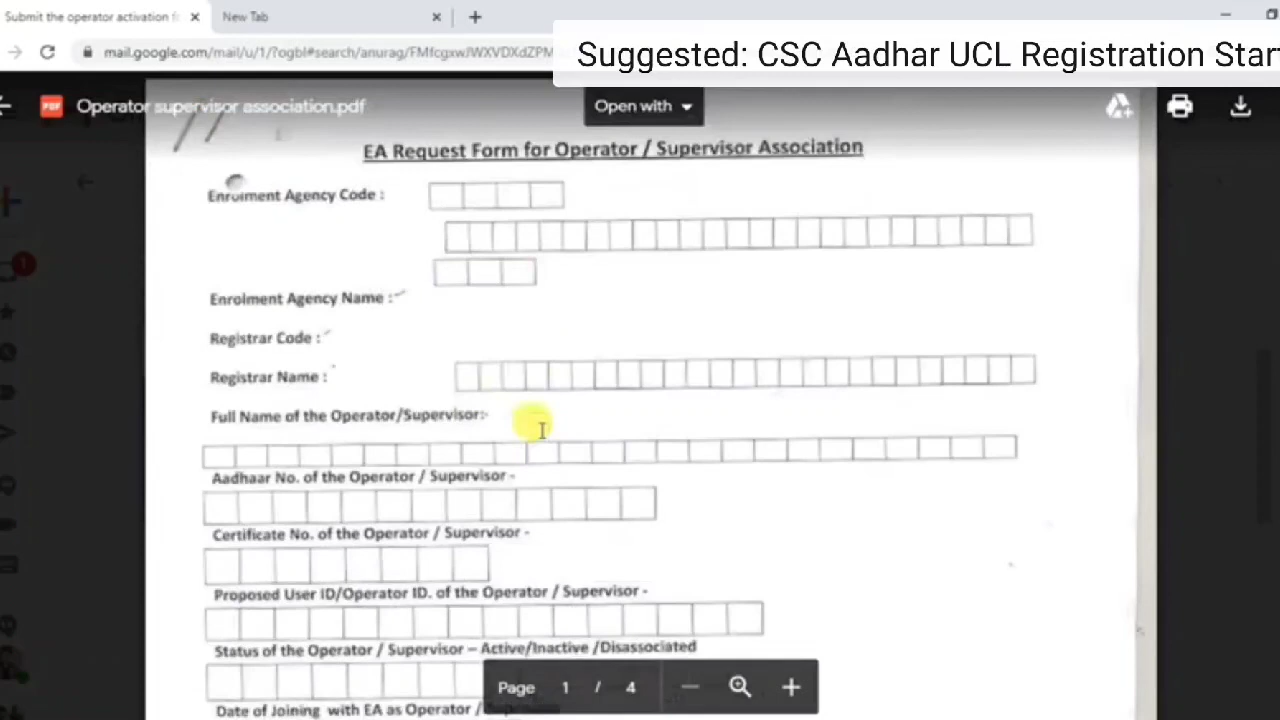 Submit the operator activation f
New Tab
mail.google.com/mail/u/1/?ogbl#search/anurag/FMfcgxwJWXVDXdZPM
Suggested: CSC Aadhar UCL Registration Star
PDF
Operator supervisor association.pdf
Open with
EA Request Form for Operator / Supervisor Association
Enrolment Agency Code :
Enrolment Agency Name :
Registrar Code :
Registrar Name :
Full Name of the Operator/Supervisor:-
Aadhaar No. of the Operator / Supervisor -
Certificate No. of the Operator / Supervisor -
Proposed User ID/Operator ID. of the Operator / Supervisor -
Status of the Operator / Supervisor – Active/Inactive /Disassociated
Page 1 / 4
Date of Joining with EA as Operator /